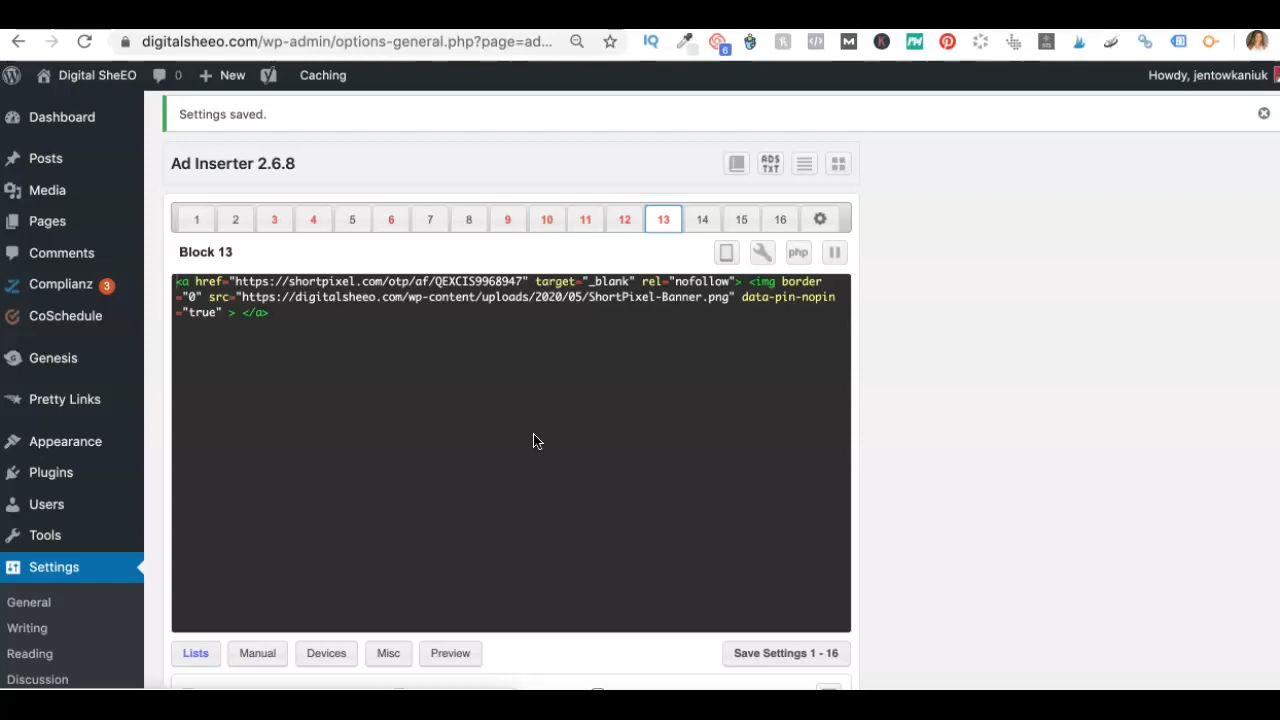 digitalsheeo.com/wp-admin/options-general.php?page=ad...
IQ
6
M
K
Digital SheEO
0
New
Caching
Howdy, jentowkaniuk
Dashboard
Posts
Media
Pages
Comments
Complianz 3
CoSchedule
Genesis
Pretty Links
Appearance
Plugins
Users
Tools
Settings
General
Writing
Reading
Discussion
Settings saved.
Ad Inserter 2.6.8
ADS
TXT
1 2 3 4 5 6 7 8 9 10 11 12 13 14 15 16
Block 13
php
<a href="https://shortpixel.com/otp/af/QEXCIS9968947" target="_blank" rel="nofollow"> <img border
="0" src="https://digitalsheeo.com/wp-content/uploads/2020/05/ShortPixel-Banner.png" data-pin-nopin
="true" > </a>
Lists
Manual
Devices
Misc
Preview
Save Settings 1 - 16